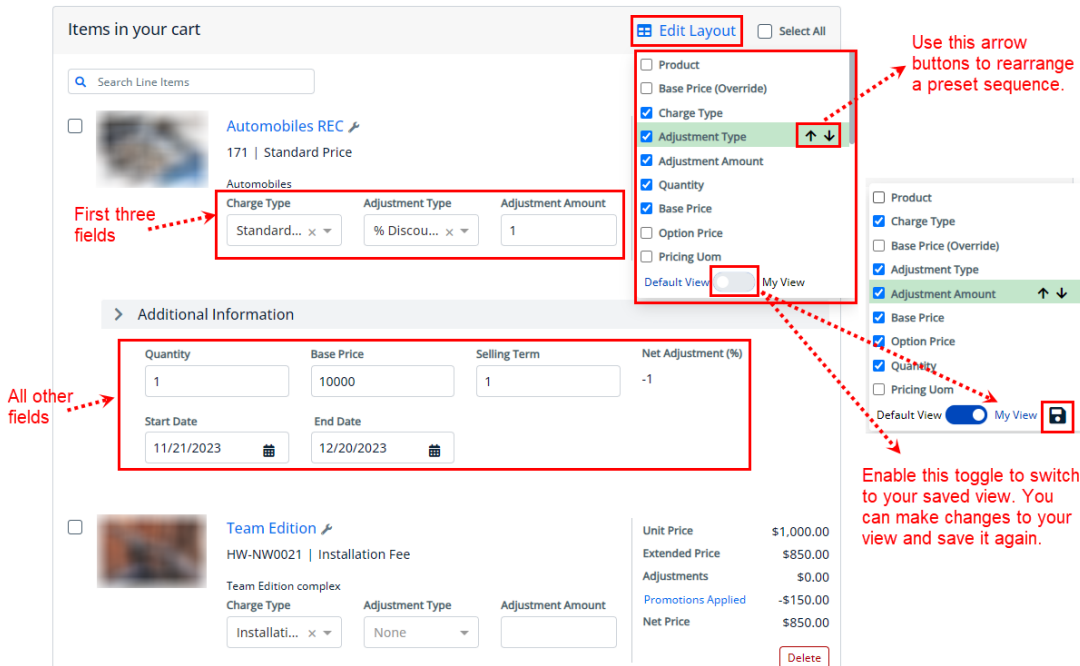 Items in your cart
Edit Layout
Select All
Search Line Items
Product
Base Price (Override)
Charge Type
Adjustment Type
Adjustment Amount
Quantity
Base Price
Option Price
Pricing Uom
Default View
My View
Use this arrow
buttons to rearrange
a preset sequence.
Automobiles REC
171 | Standard Price
Automobiles
Charge Type
Adjustment Type
Adjustment Amount
Standard...
% Discou...
1
First three
fields
Product
Charge Type
Base Price (Override)
Adjustment Type
Adjustment Amount
Base Price
Option Price
Quantity
Pricing Uom
Default View
My View
Additional Information
Quantity
Base Price
Selling Term
Net Adjustment (%)
1
10000
1
-1
Start Date
End Date
11/21/2023
12/20/2023
All other
fields
Enable this toggle to switch
to your saved view. You
can make changes to your
view and save it again.
Team Edition
HW-NW0021 | Installation Fee
Team Edition complex
Charge Type
Adjustment Type
Adjustment Amount
Installati...
None
Unit Price $1,000.00
Extended Price $850.00
Adjustments $0.00
Promotions Applied -$150.00
Net Price $850.00
Delete